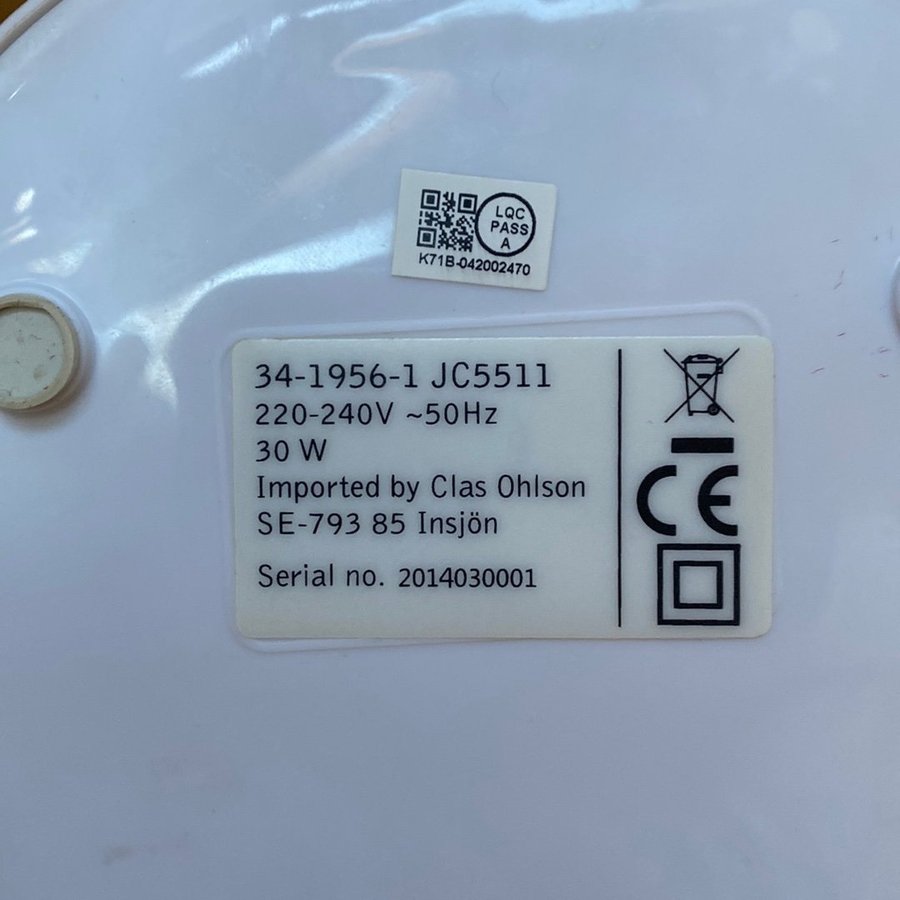 LQC
PASS
A
K71B-042002470
34-1956-1 JC5511
220-240V ~50Hz
30 W
Imported by Clas Ohlson
SE-793 85 Insjön
Serial no. 2014030001
CE